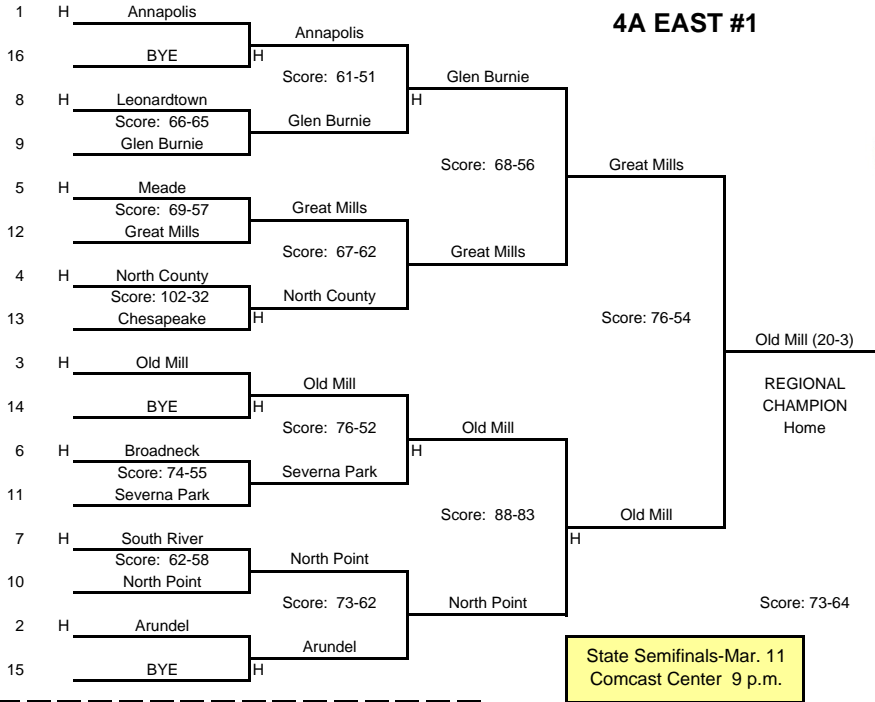 4A EAST #1
1 H Annapolis
Annapolis
16 BYE H
Score: 61-51 Glen Burnie
8 H Leonardtown H
Score: 66-65 Glen Burnie
9 Glen Burnie
Score: 68-56 Great Mills
5 H Meade
Score: 69-57 Great Mills
12 Great Mills
Score: 67-62 Great Mills
4 H North County
Score: 102-32 North County
13 Chesapeake H
Score: 76-54
Old Mill (20-3)
3 H Old Mill
Old Mill REGIONAL
14 BYE H CHAMPION
Score: 76-52 Old Mill Home
6 H Broadneck H
Score: 74-55 Severna Park
11 Severna Park
Score: 88-83 Old Mill
7 H South River H
Score: 62-58 North Point
10 North Point
Score: 73-62 North Point Score: 73-64
2 H Arundel
Arundel
15 BYE H
State Semifinals-Mar. 11
Comcast Center 9 p.m.